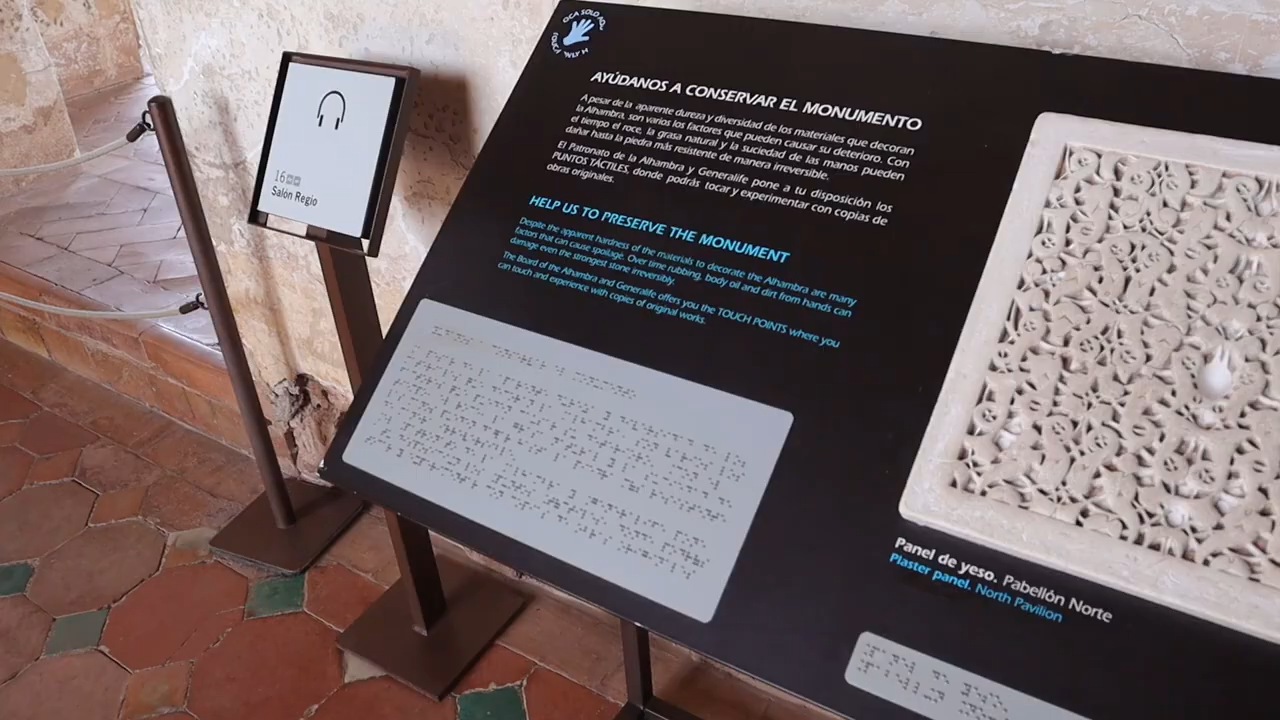 TOCA SOLO AQUÍ
16
Salón Regio
AYÚDANOS A CONSERVAR EL MONUMENTO
A pesar de la aparente dureza y diversidad de los materiales que decoran
la Alhambra, son varios los factores que pueden causar su deterioro. Con
el tiempo el roce, la grasa natural y la suciedad de las manos pueden
dañar hasta la piedra más resistente de manera irreversible.
El Patronato de la Alhambra y Generalife pone a tu disposición los
PUNTOS TÁCTILES, donde podrás tocar y experimentar con copias de
obras originales.
HELP US TO PRESERVE THE MONUMENT
Despite the apparent hardness of the materials to decorate the Alhambra are many
factors that can cause spoilage. Over time rubbing, body oil and dirt from hands can
damage even the strongest stone irreversibly.
The Board of the Alhambra and Generalife offers you the TOUCH POINTS where you
can touch and experience with copies of original works.
Panel de yeso. Pabellón Norte
Plaster panel. North Pavilion